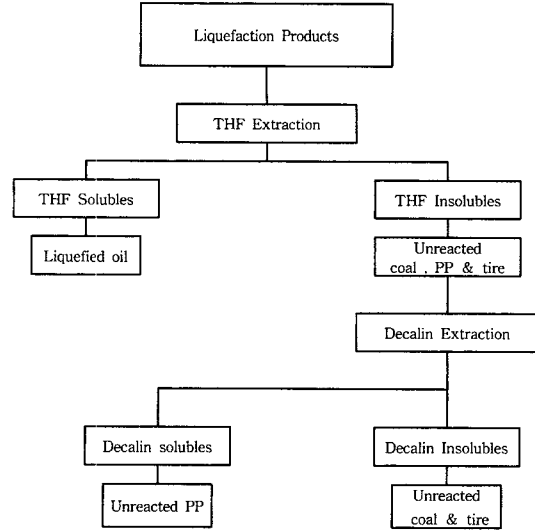 Liquefaction Products
THF Extraction
THF Solubles
THF Insolubles
Liquefied oil
Unreacted
coal , PP & tire
Decalin Extraction
Decalin solubles
Decalin Insolubles
Unreacted PP
Unreacted
coal & tire